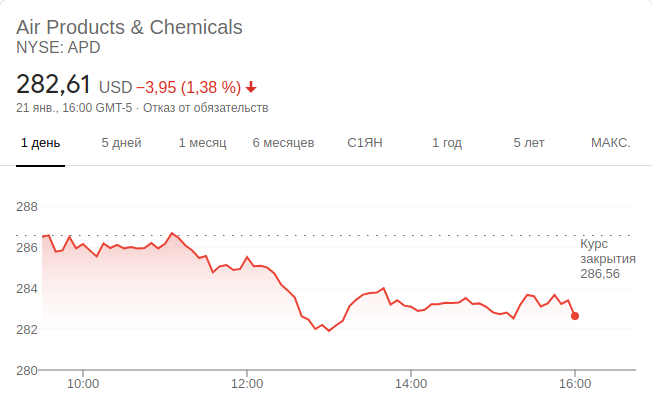 Air Products & Chemicals
NYSE: APD
282,61 USD −3,95 (1,38 %)
21 янв., 16:00 GMT-5 · Отказ от обязательств
1 день 5 дней 1 месяц 6 месяцев С1ЯН 1 год 5 лет МАКС.
288
286
284
282
280
Курс
закрытия
286,56
10:00 12:00 14:00 16:00